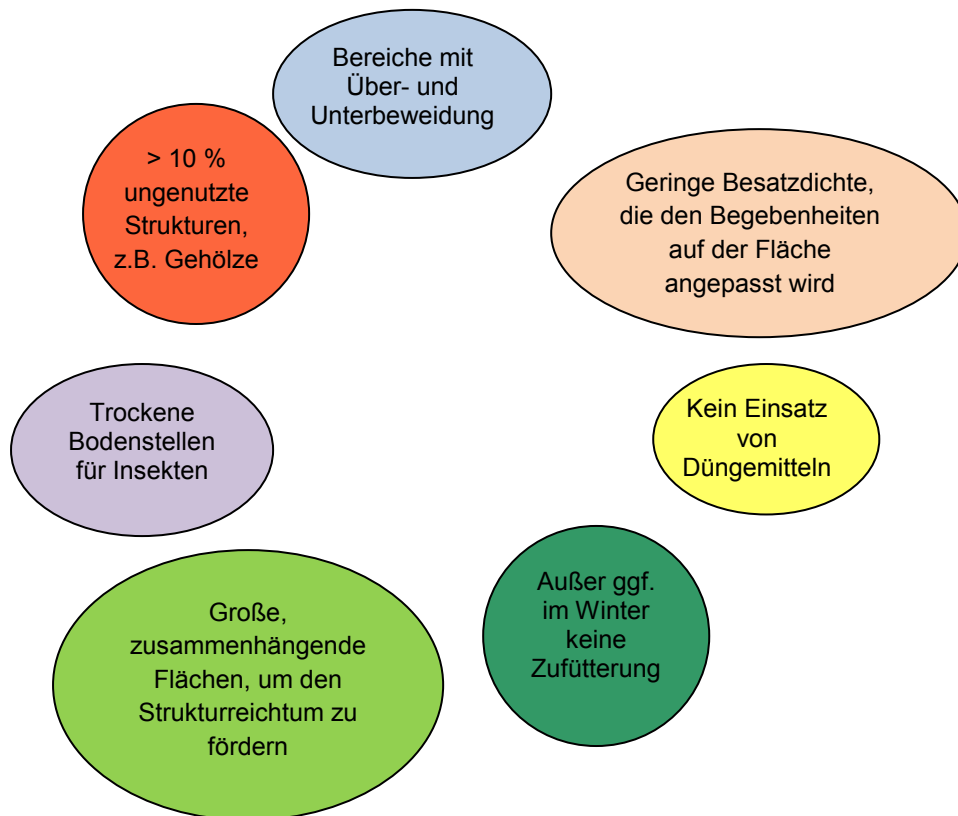 Bereiche mit
Über- und
Unterbeweidung
> 10 %
ungenutzte
Strukturen,
z.B. Gehölze
Geringe Besatzdichte,
die den Begebenheiten
auf der Fläche
angepasst wird
Trockene
Bodenstellen
für Insekten
Kein Einsatz
von
Düngemitteln
Außer ggf.
im Winter
keine
Zufütterung
Große,
zusammenhängende
Flächen, um den
Strukturreichtum zu
fördern